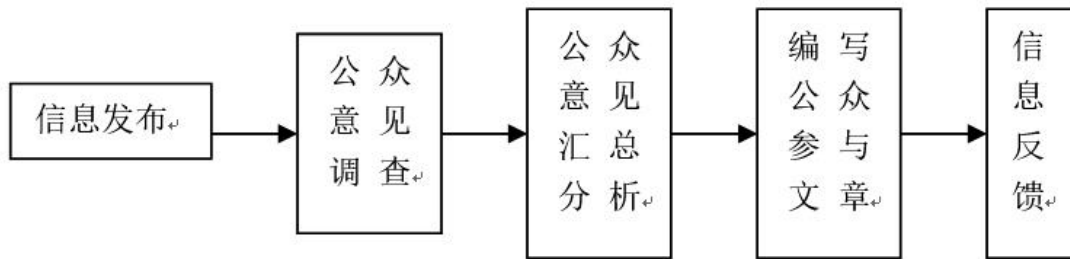 信息发布
公众
意见
调查
公众
意见
汇总
分析
编写
公众
参与
文章
信
息
反
馈